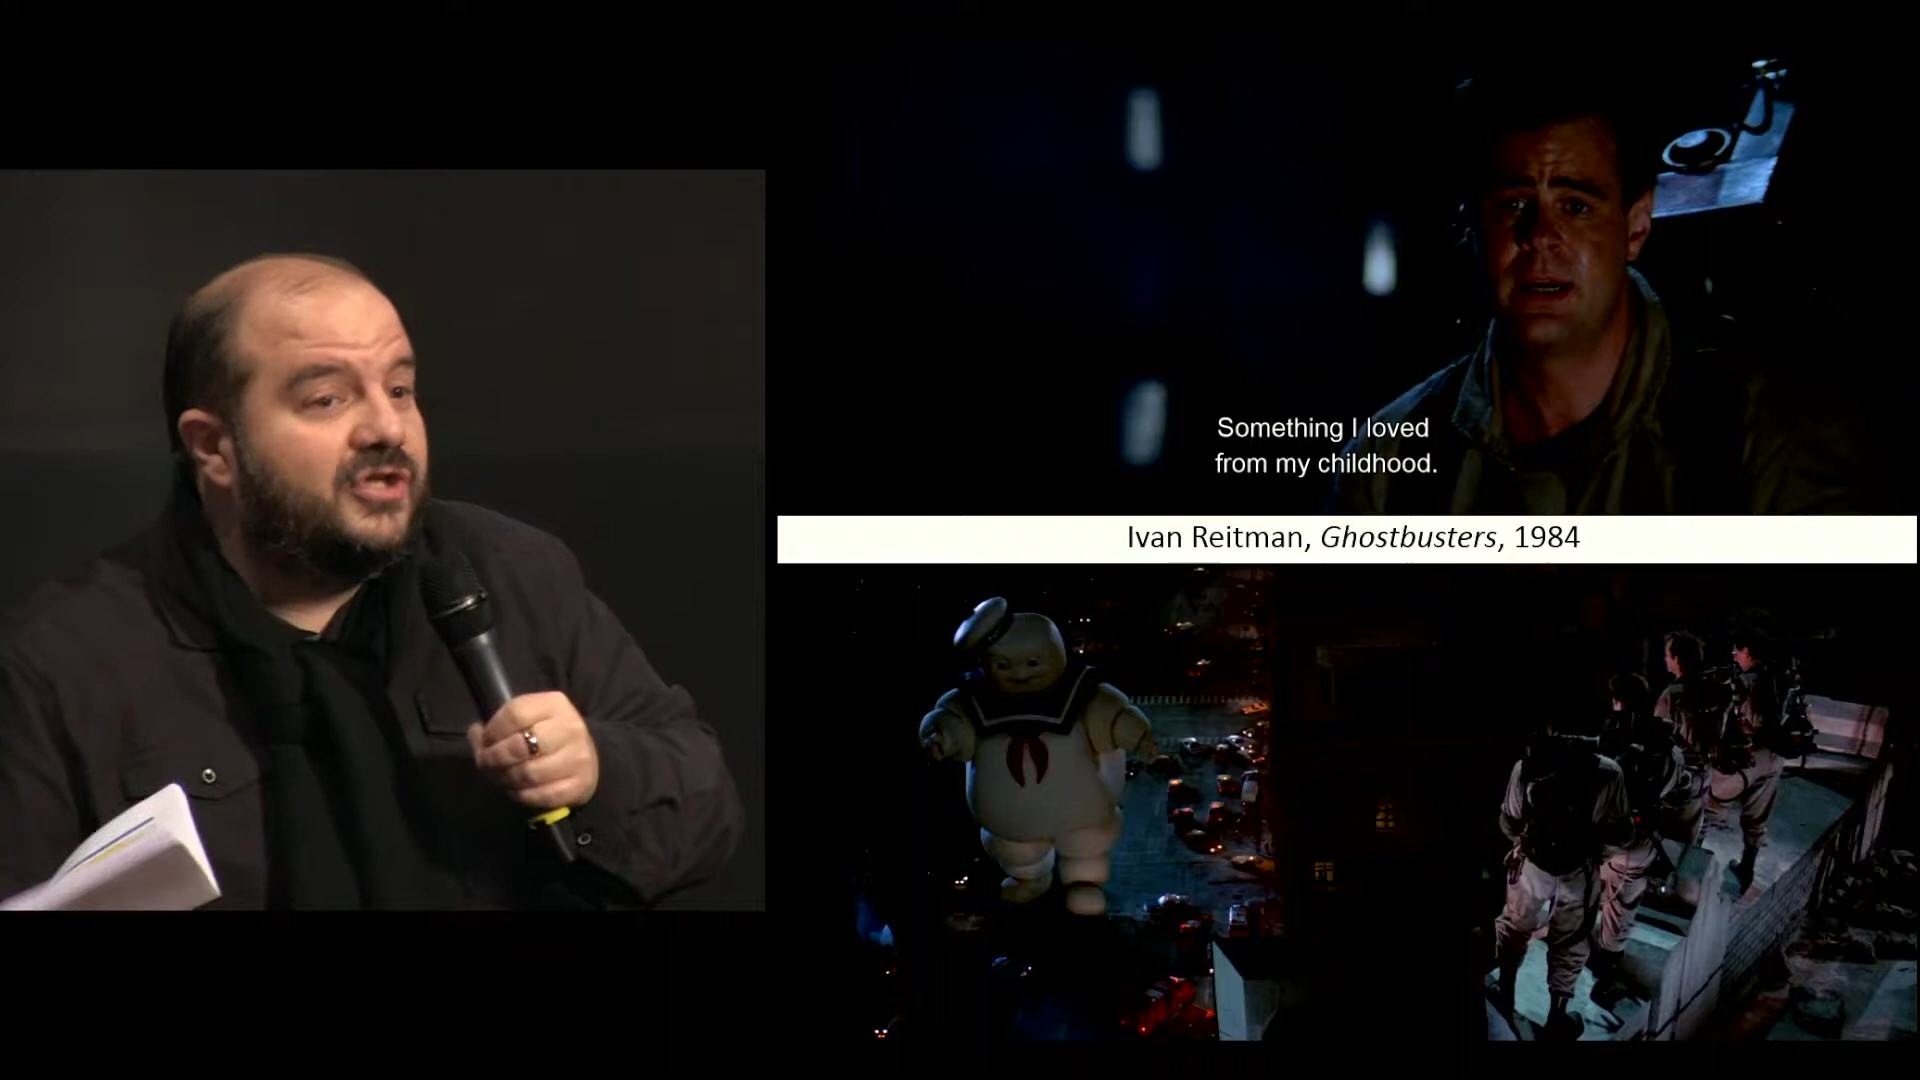 Something I loved
from my childhood.
Ivan Reitman, Ghostbusters, 1984